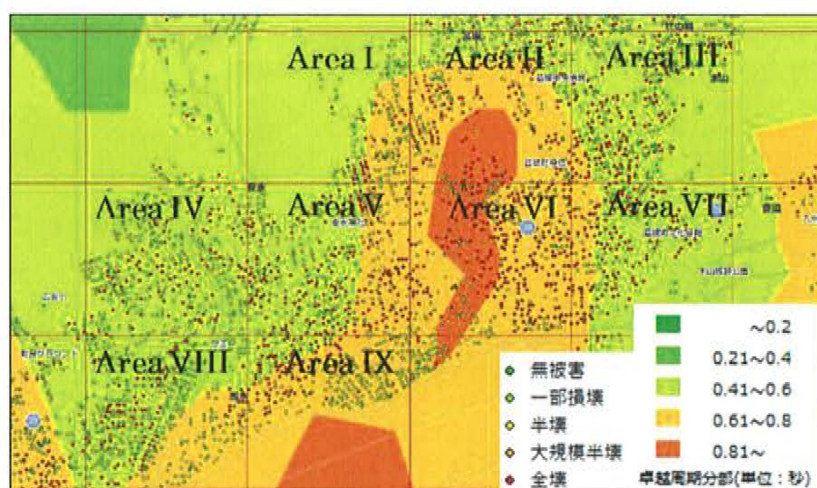 Area I
Area II
Area III
Area IV
Area V
Area VI
Area VII
Area VIII
Area IX
無被害
一部損壊
半壊
大規模半壊
全壊
～0.2
0.21～0.4
0.41～0.6
0.61～0.8
0.81～
卓越周期分部(単位：秒)